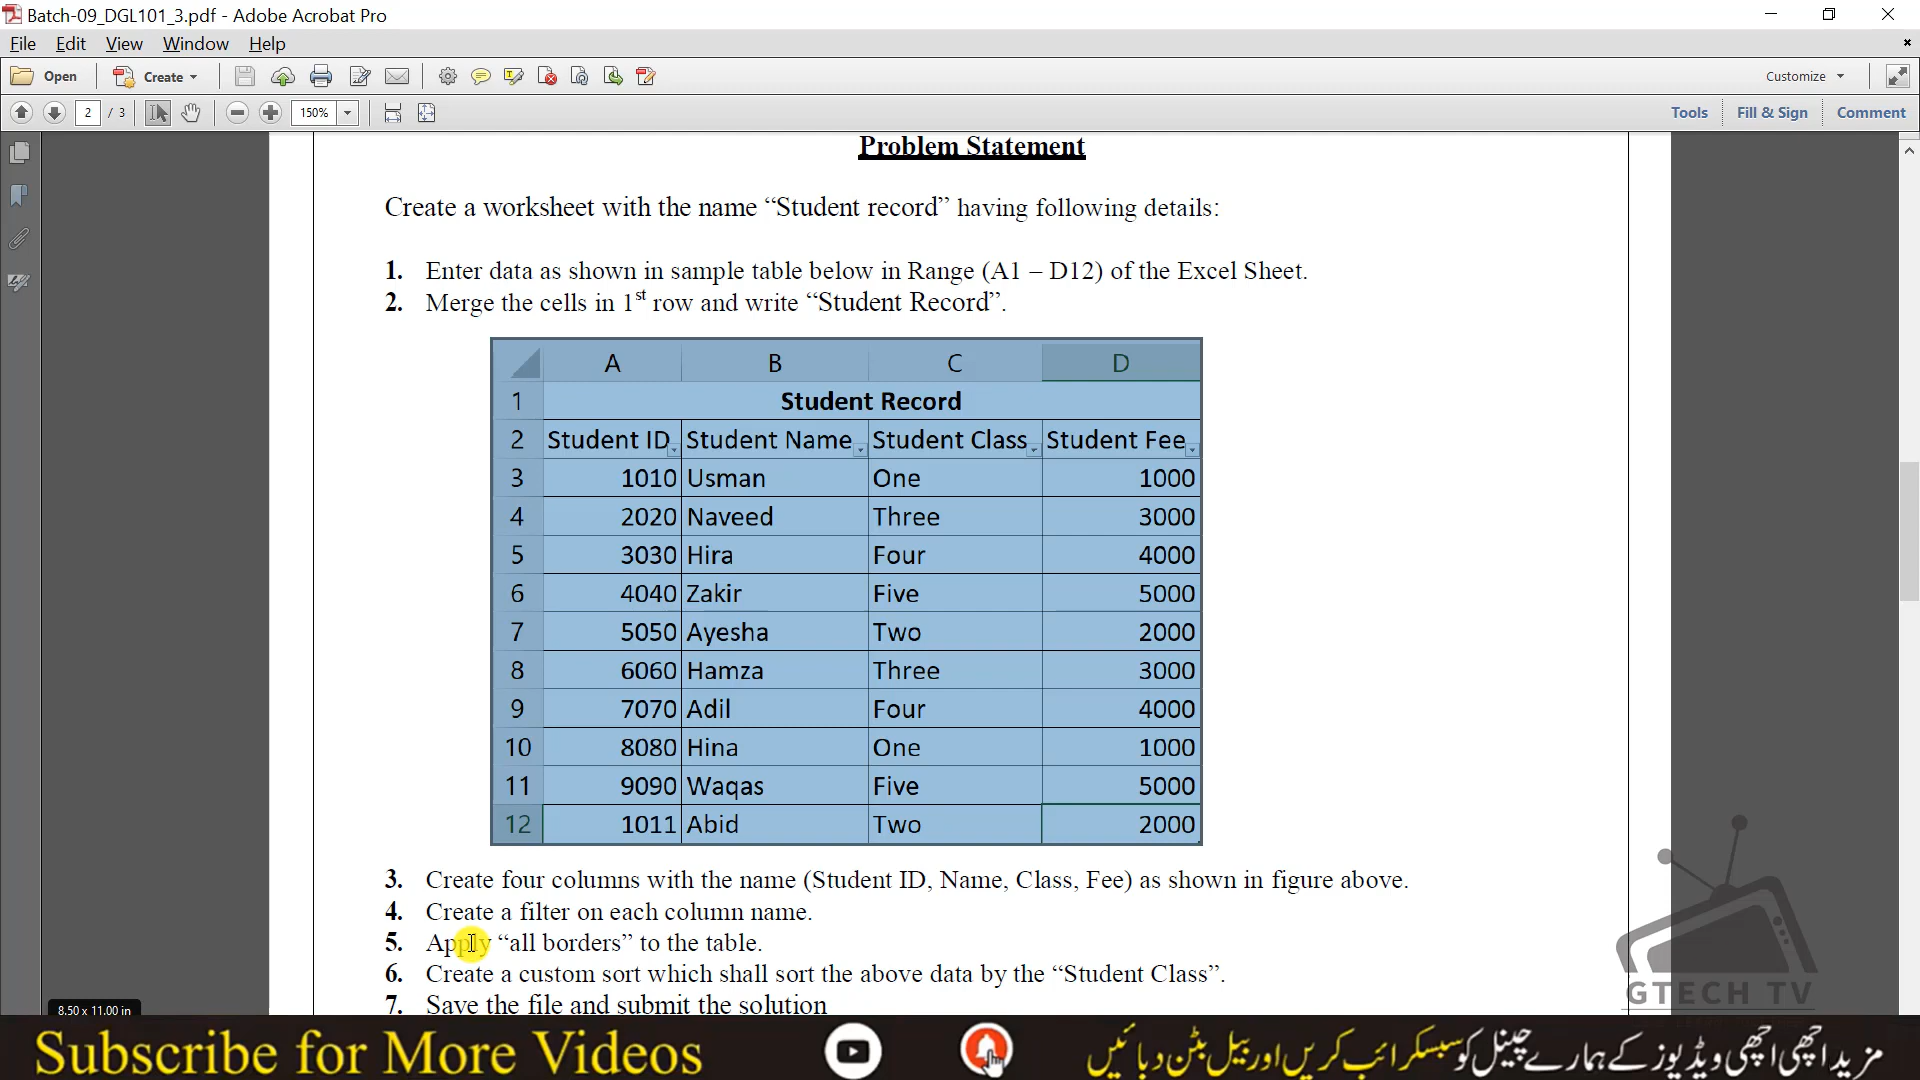 Batch-09_DGL101_3.pdf - Adobe Acrobat Pro
File Edit View Window Help
Open Create Customize
2 / 3 150% Tools Fill & Sign Comment
Problem Statement
Create a worksheet with the name “Student record” having following details:
1. Enter data as shown in sample table below in Range (A1 – D12) of the Excel Sheet.
2. Merge the cells in 1st row and write “Student Record”.
A B C D
1 Student Record
2 Student ID Student Name Student Class Student Fee
3 1010 Usman One 1000
4 2020 Naveed Three 3000
5 3030 Hira Four 4000
6 4040 Zakir Five 5000
7 5050 Ayesha Two 2000
8 6060 Hamza Three 3000
9 7070 Adil Four 4000
10 8080 Hina One 1000
11 9090 Waqas Five 5000
12 1011 Abid Two 2000
3. Create four columns with the name (Student ID, Name, Class, Fee) as shown in figure above.
4. Create a filter on each column name.
5. Apply “all borders” to the table.
6. Create a custom sort which shall sort the above data by the “Student Class”.
7. Save the file and submit the solution
8.50 x 11.00 in
GTECH TV
Subscribe for More Videos
مزید اچھی اچھی ویڈیوز کے ہمارے چینل کو سبسکرائب کریں اور بیل بٹن دبائیں